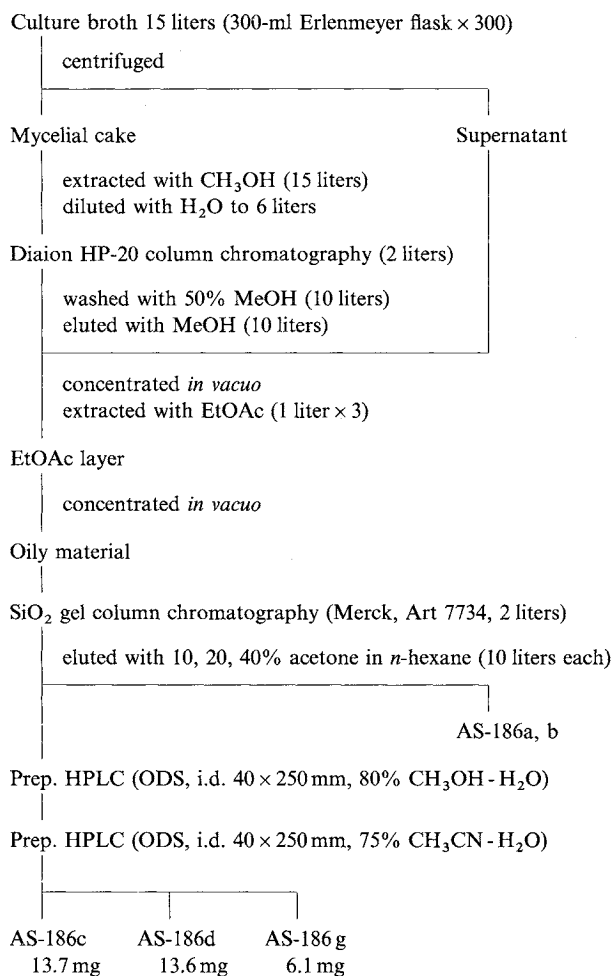 Culture broth 15 liters (300-ml Erlenmeyer flask × 300)
centrifuged
Mycelial cake Supernatant
extracted with CH₃OH (15 liters)
diluted with H₂O to 6 liters
Diaion HP-20 column chromatography (2 liters)
washed with 50% MeOH (10 liters)
eluted with MeOH (10 liters)
concentrated in vacuo
extracted with EtOAc (1 liter × 3)
EtOAc layer
concentrated in vacuo
Oily material
SiO₂ gel column chromatography (Merck, Art 7734, 2 liters)
eluted with 10, 20, 40% acetone in n-hexane (10 liters each)
AS-186a, b
Prep. HPLC (ODS, i.d. 40 × 250 mm, 80% CH₃OH - H₂O)
Prep. HPLC (ODS, i.d. 40 × 250 mm, 75% CH₃CN - H₂O)
AS-186c AS-186d AS-186 g
13.7 mg 13.6 mg 6.1 mg